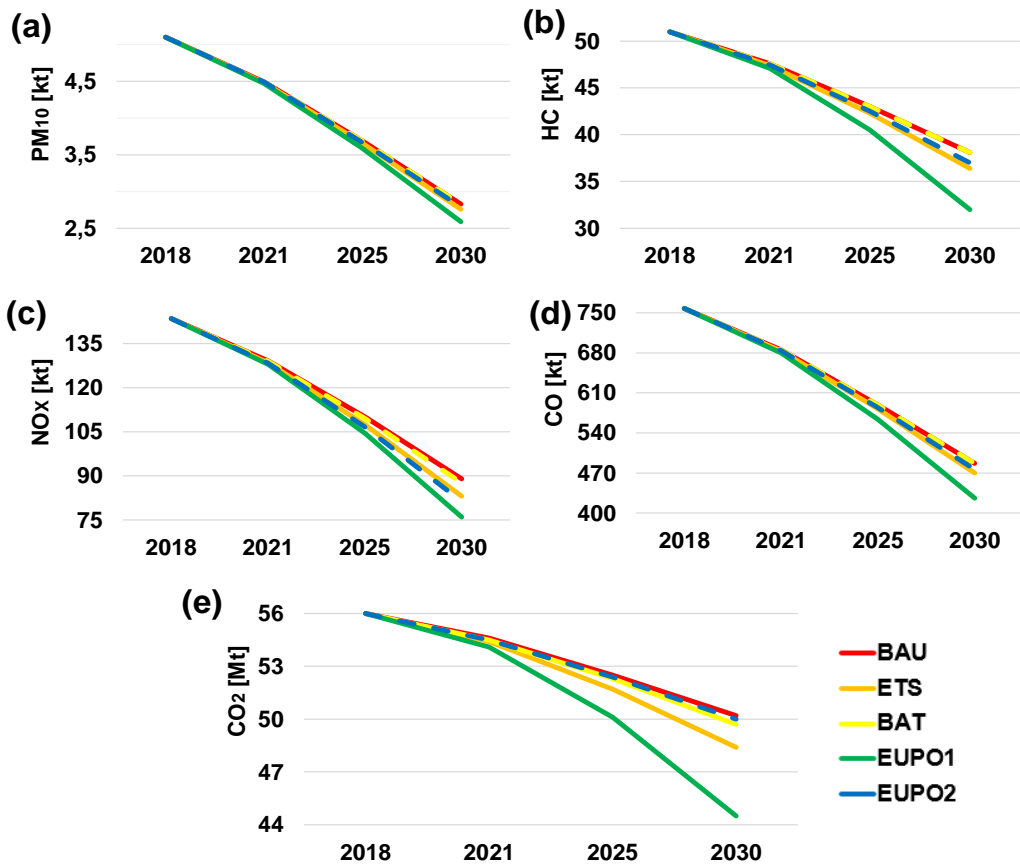 (a)
PM10 [kt]
4,5
3,5
2,5
2018 2021 2025 2030
(b)
HC [kt]
50
45
40
35
30
2018 2021 2025 2030
(c)
NOx [kt]
135
120
105
90
75
2018 2021 2025 2030
(d)
CO [kt]
750
680
610
540
470
400
2018 2021 2025 2030
(e)
CO2 [Mt]
56
53
50
47
44
2018 2021 2025 2030
BAU
ETS
BAT
EUPO1
EUPO2